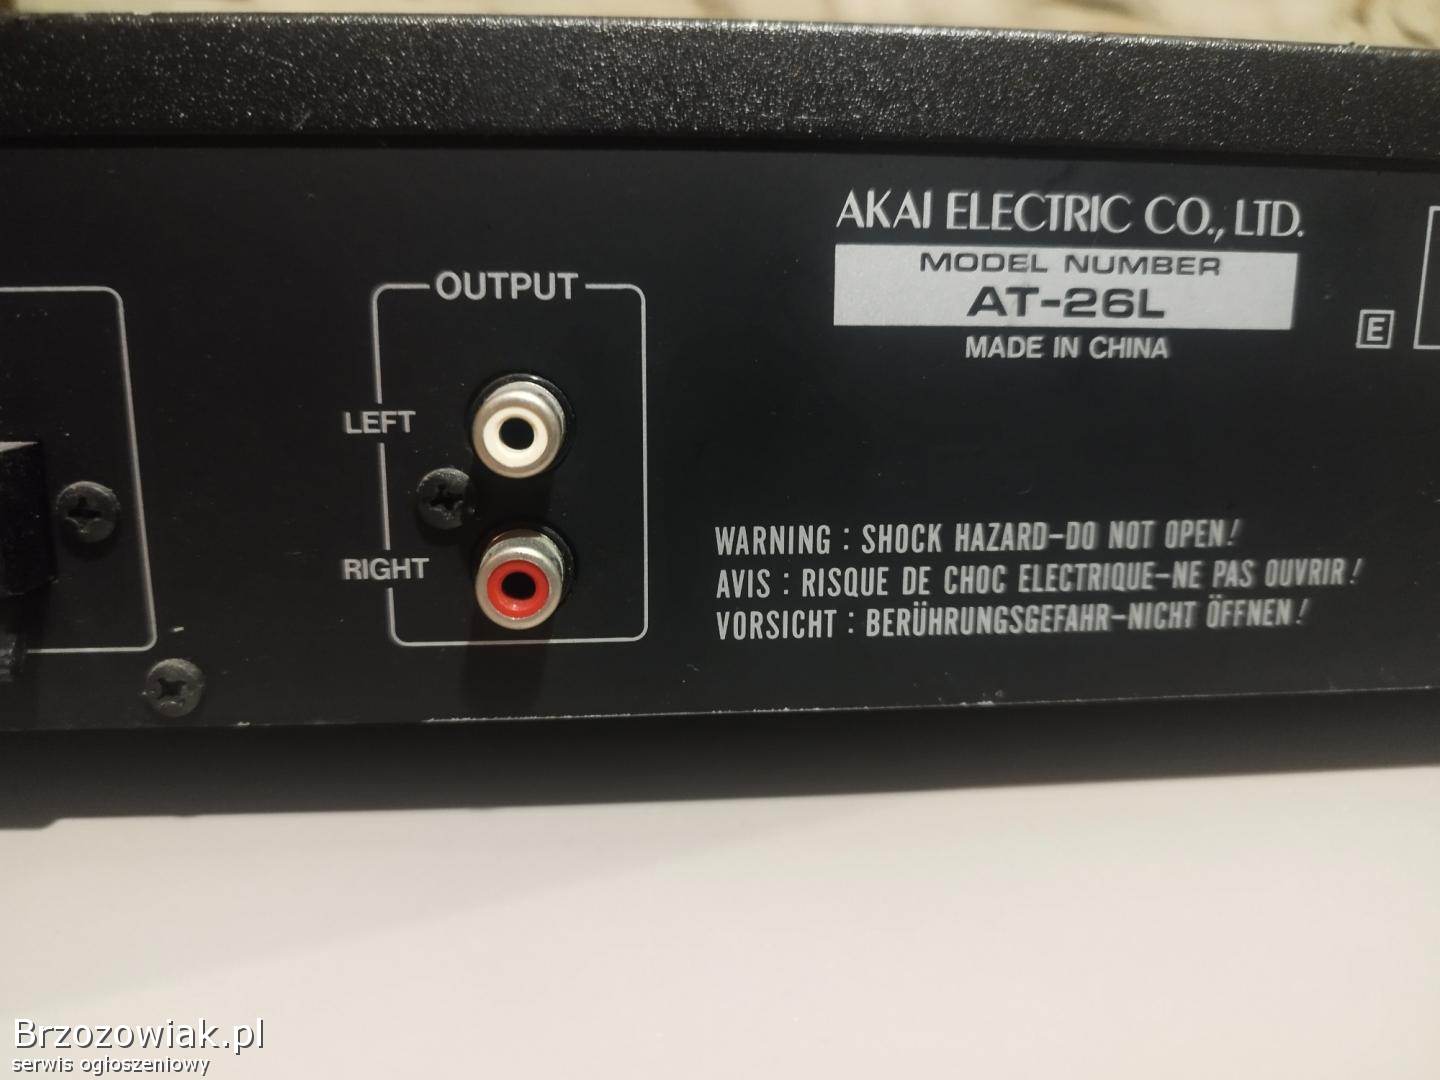 AKAI ELECTRIC CO., LTD.
MODEL NUMBER
AT-26L
MADE IN CHINA
E
OUTPUT
LEFT
RIGHT
WARNING : SHOCK HAZARD-DO NOT OPEN!
AVIS : RISQUE DE CHOC ELECTRIQUE-NE PAS OUVRIR!
VORSICHT : BERÜHRUNGSGEFAHR-NICHT ÖFFNEN!
Brzozowiak.pl
serwis ogłoszeniowy